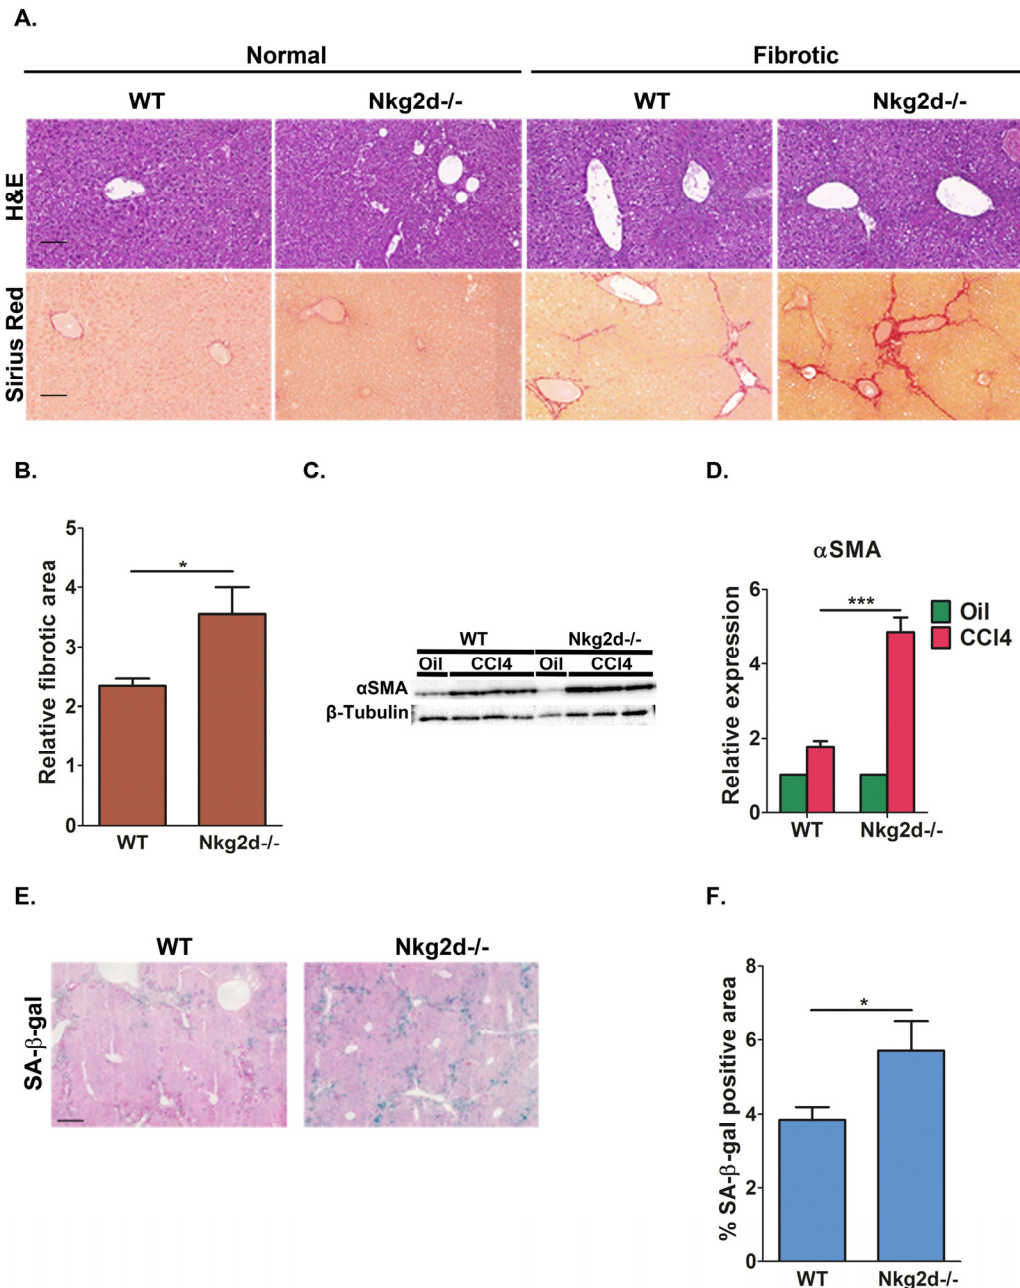 A.
Normal Fibrotic
WT Nkg2d-/- WT Nkg2d-/-
H&E
Sirius Red
B. C. D.
5
4
3
2
1
0
Relative fibrotic area
*
WT Nkg2d-/-
WT Nkg2d-/-
Oil CCl4 Oil CCl4
αSMA
β-Tubulin
αSMA
6
4
2
0
Relative expression
***
Oil
CCl4
WT Nkg2d-/-
E. F.
WT Nkg2d-/-
SA-β-gal
8
6
4
2
0
% SA-β-gal positive area
*
WT Nkg2d-/-